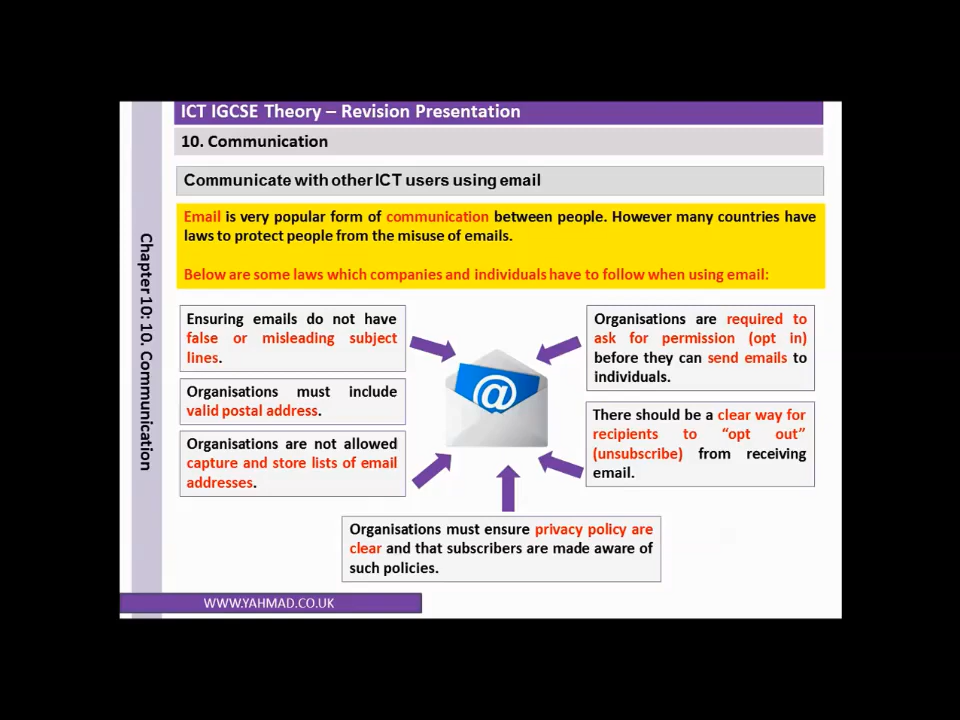 ICT IGCSE Theory – Revision Presentation
10. Communication
Communicate with other ICT users using email
Email is very popular form of communication between people. However many countries have
laws to protect people from the misuse of emails.
Below are some laws which companies and individuals have to follow when using email:
Chapter 10: 10. Communication
Ensuring emails do not have
false or misleading subject
lines.
Organisations must include
valid postal address.
Organisations are not allowed
capture and store lists of email
addresses.
@
Organisations are required to
ask for permission (opt in)
before they can send emails to
individuals.
There should be a clear way for
recipients to “opt out”
(unsubscribe) from receiving
email.
Organisations must ensure privacy policy are
clear and that subscribers are made aware of
such policies.
WWW.YAHMAD.CO.UK